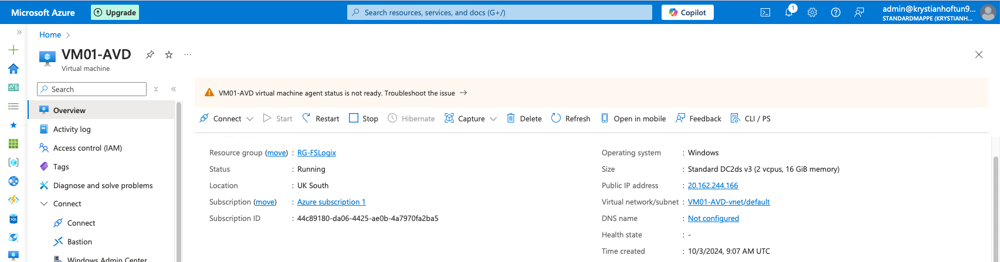 Microsoft Azure
Upgrade
Search resources, services, and docs (G+/)
Copilot
1
admin@krystianhoftun9...
STANDARDMAPPE (KRYSTIANH...
Home
VM01-AVD
Virtual machine
Search
VM01-AVD virtual machine agent status is not ready. Troubleshoot the issue →
Connect Start Restart Stop Hibernate Capture Delete Refresh Open in mobile Feedback CLI / PS
Overview
Activity log
Access control (IAM)
Tags
Diagnose and solve problems
Connect
Connect
Bastion
Windows Admin Center
SQL
Resource group (move) : RG-FSLogix
Status : Running
Location : UK South
Subscription (move) : Azure subscription 1
Subscription ID : 44c89180-da06-4425-ae0b-4a7970fa2ba5
Operating system : Windows
Size : Standard DC2ds v3 (2 vcpus, 16 GiB memory)
Public IP address : 20.162.244.166
Virtual network/subnet : VM01-AVD-vnet/default
DNS name : Not configured
Health state : -
Time created : 10/3/2024, 9:07 AM UTC